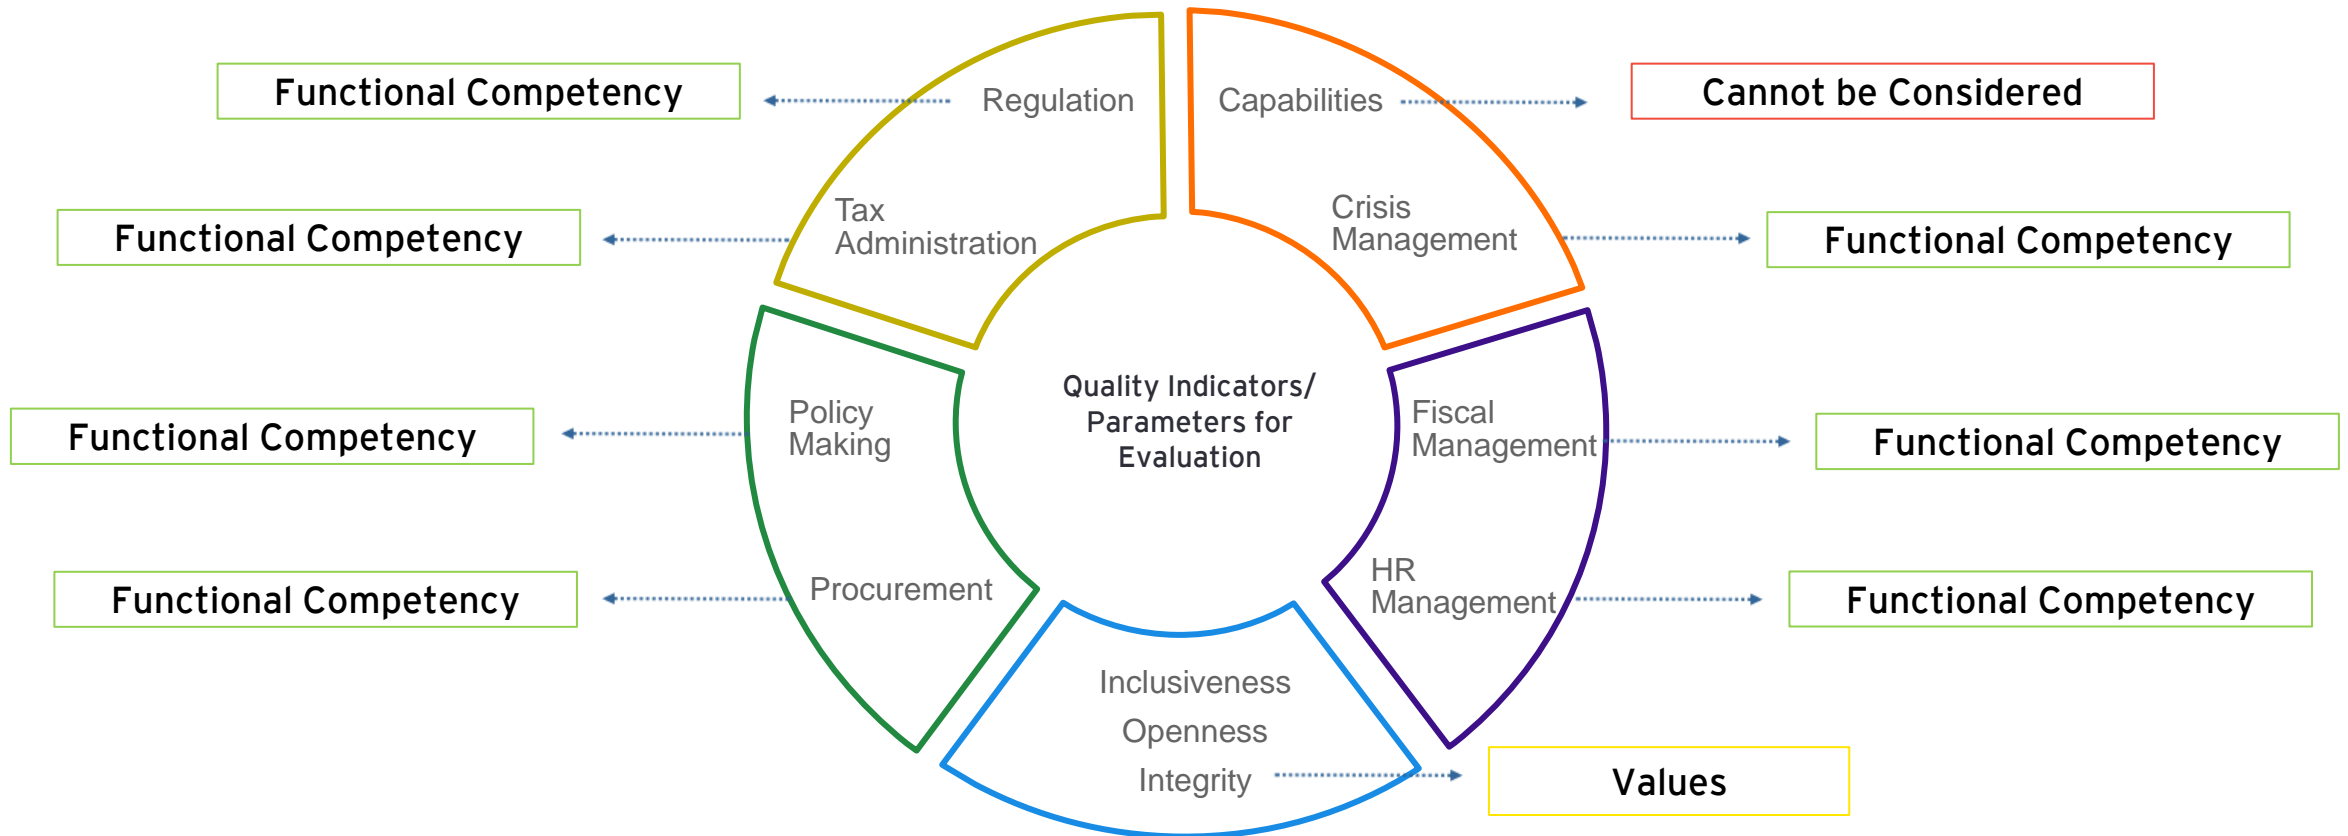 Functional Competency
Regulation
Capabilities
Cannot be Considered
Functional Competency
Tax
Administration
Crisis
Management
Functional Competency
Quality Indicators/
Parameters for
Evaluation
Functional Competency
Policy
Making
Fiscal
Management
Functional Competency
Functional Competency
Procurement
HR
Management
Functional Competency
Inclusiveness
Openness
Integrity
Values